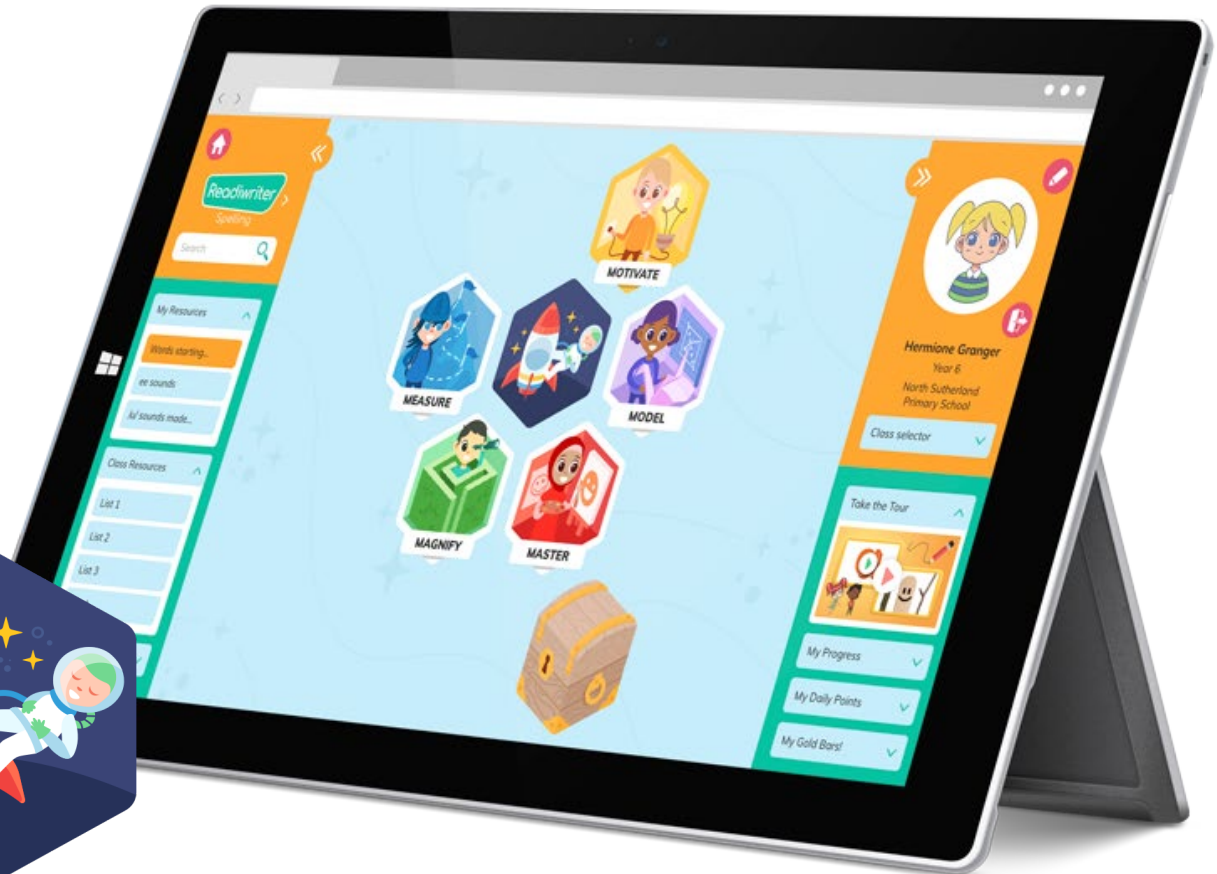 Readiwriter
Spelling
Search
My Resources
Words starting...
ee sounds
/u/ sounds made...
Class Resources
List 1
List 2
List 3
MOTIVATE
MEASURE
MODEL
MAGNIFY
MASTER
Hermione Granger
Year 6
North Sutherland
Primary School
Class selector
Take the Tour
My Progress
My Daily Points
My Gold Bars!